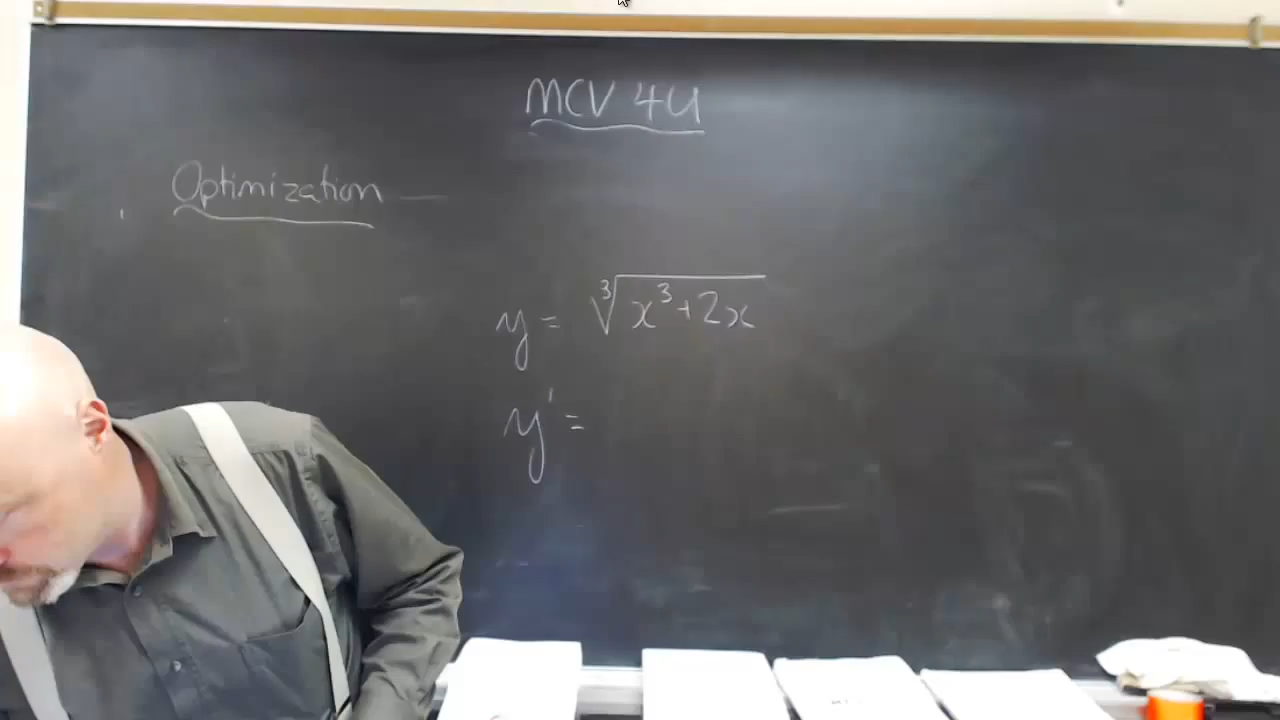 MCV 4U
Optimization
y = ∛(x³+2x)
y' =